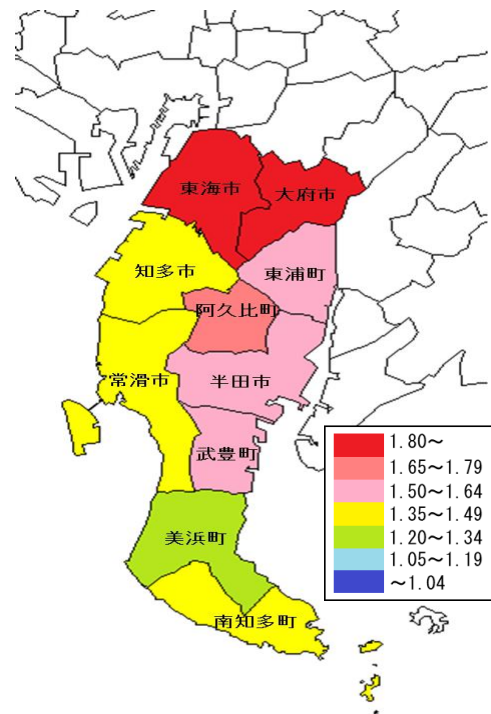 東海市
大府市
知多市
東浦町
阿久比町
常滑市
半田市
武豊町
美浜町
南知多町
1.80～
1.65～1.79
1.50～1.64
1.35～1.49
1.20～1.34
1.05～1.19
～1.04